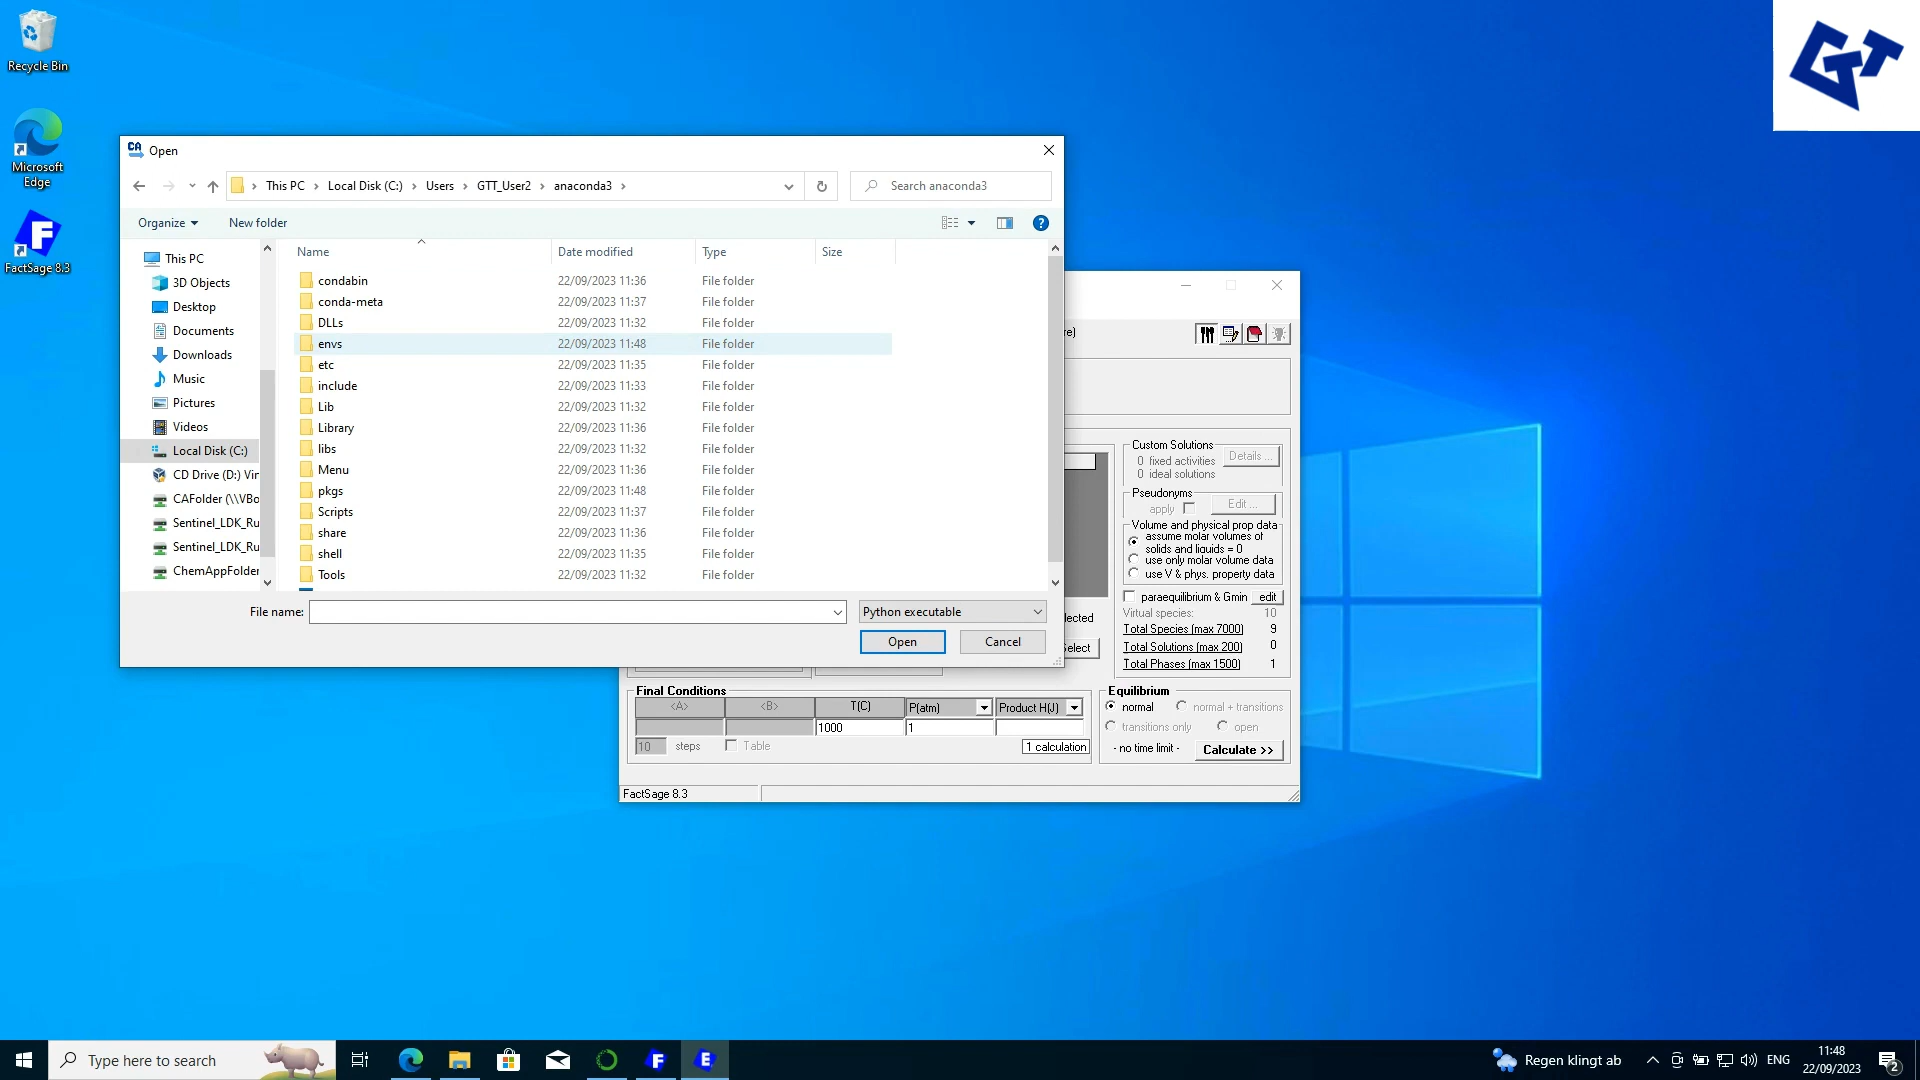 Recycle Bin
Microsoft
Edge
FactSage 8.3
GTT
Open
This PC
Local Disk (C:)
Users
GTT_User2
anaconda3
Search anaconda3
Organize
New folder
Name
Date modified
Type
Size
This PC
3D Objects
Desktop
Documents
Downloads
Music
Pictures
Videos
Local Disk (C:)
CD Drive (D:) Vir
CAFolder (\\VBo
Sentinel_LDK_Ru
Sentinel_LDK_Ru
ChemAppFolder
condabin 22/09/2023 11:36 File folder
conda-meta 22/09/2023 11:37 File folder
DLLs 22/09/2023 11:32 File folder
envs 22/09/2023 11:48 File folder
etc 22/09/2023 11:35 File folder
include 22/09/2023 11:33 File folder
Lib 22/09/2023 11:32 File folder
Library 22/09/2023 11:36 File folder
libs 22/09/2023 11:32 File folder
Menu 22/09/2023 11:36 File folder
pkgs 22/09/2023 11:48 File folder
Scripts 22/09/2023 11:37 File folder
share 22/09/2023 11:36 File folder
shell 22/09/2023 11:35 File folder
Tools 22/09/2023 11:32 File folder
File name:
Python executable
Open
Cancel
Custom Solutions
0 fixed activities
0 ideal solutions
Details ...
Pseudonyms
apply
Edit ...
Volume and physical prop data
assume molar volumes of
solids and liquids = 0
use only molar volume data
use V & phys. property data
paraequilibrium & Gmin
edit
Virtual species: 10
Total Species (max 7000) 9
Total Solutions (max 200) 0
Total Phases (max 1500) 1
Final Conditions
<A> <B> T(C) P(atm) Product H(J)
1000 1
10 steps Table
1 calculation
Equilibrium
normal
normal + transitions
transitions only
open
- no time limit -
Calculate >>
FactSage 8.3
Type here to search
Regen klingt ab
ENG
11:48
22/09/2023
2